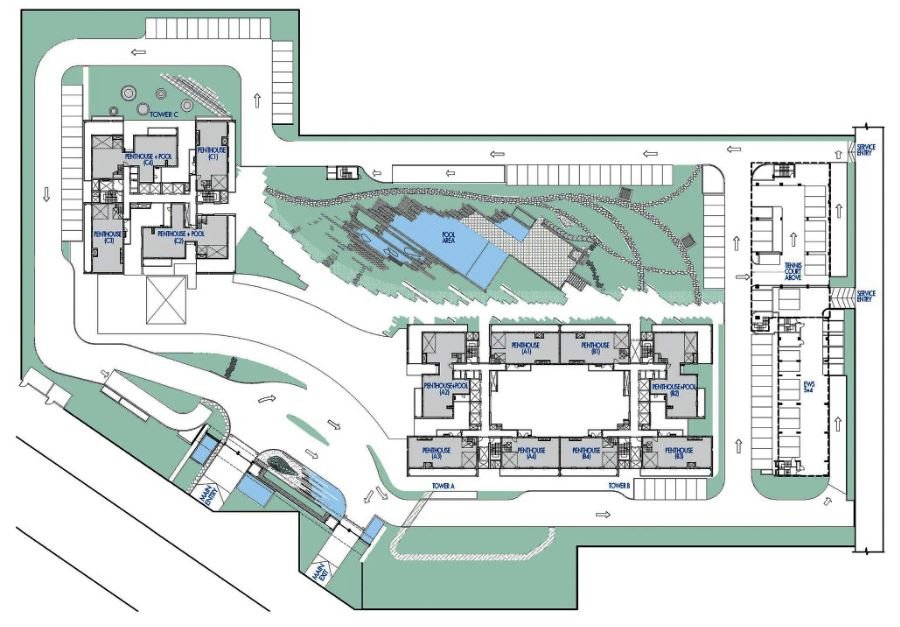 TOWER C
PENTHOUSE + POOL
(C4)
PENTHOUSE
(C1)
PENTHOUSE
(C3)
PENTHOUSE + POOL
(C2)
POOL
AREA
SERVICE
ENTRY
TENNIS
COURT
ABOVE
SERVICE
ENTRY
PENTHOUSE
(A1)
PENTHOUSE
(B1)
PENTHOUSE+POOL
(A2)
PENTHOUSE+POOL
(B2)
EWS
PENTHOUSE
(A3)
PENTHOUSE
(A4)
PENTHOUSE
(B4)
PENTHOUSE
(B3)
TOWER A
TOWER B
MAIN
ENTRY
MAIN
EXIT